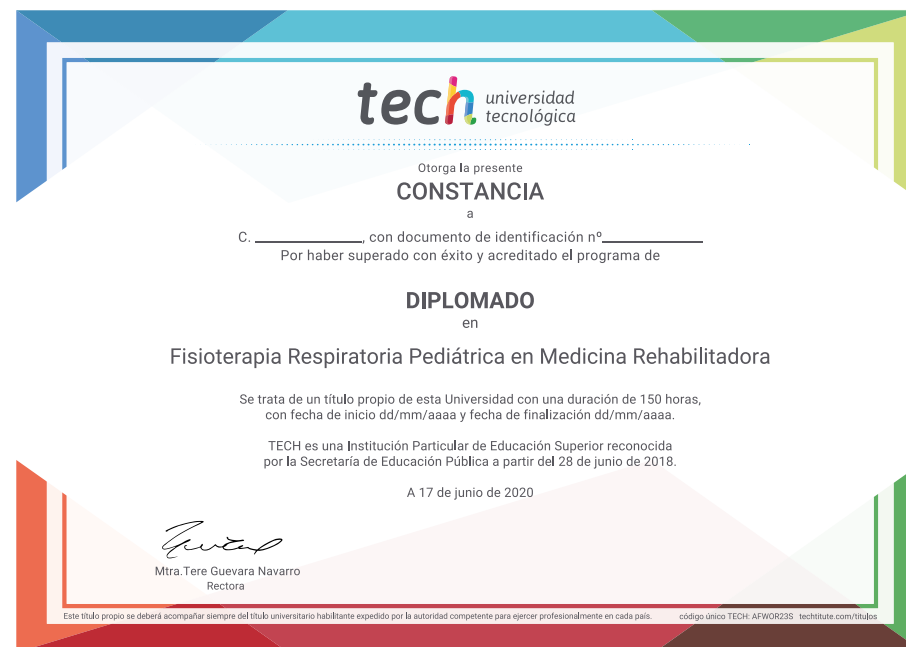 tech universidad
tecnológica
Otorga la presente
CONSTANCIA
a
C. ____________, con documento de identificación nº____________
Por haber superado con éxito y acreditado el programa de
DIPLOMADO
en
Fisioterapia Respiratoria Pediátrica en Medicina Rehabilitadora
Se trata de un título propio de esta Universidad con una duración de 150 horas,
con fecha de inicio dd/mm/aaaa y fecha de finalización dd/mm/aaaa.
TECH es una Institución Particular de Educación Superior reconocida
por la Secretaría de Educación Pública a partir del 28 de junio de 2018.
A 17 de junio de 2020
Mtra.Tere Guevara Navarro
Rectora
Este título propio se deberá acompañar siempre del título universitario habilitante expedido por la autoridad competente para ejercer profesionalmente en cada país. código único TECH: AFWOR23S techtitute.com/titulos